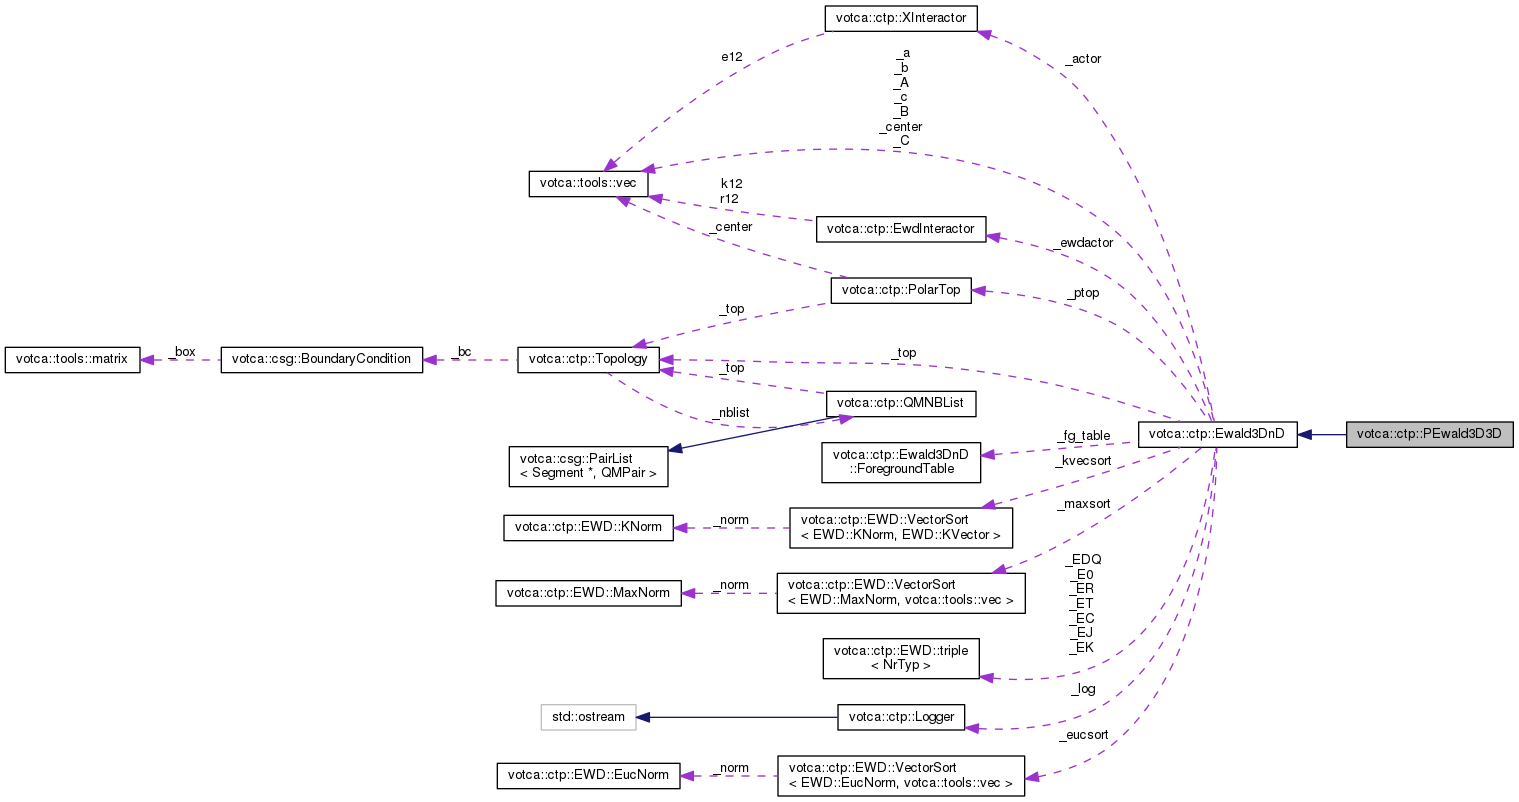 votca::ctp::XInteractor
_actor
e12
_a
_b
_A
_c
_B
_center
_C
votca::tools::vec
k12
r12
votca::ctp::EwdInteractor
_center
_ewdactor
votca::ctp::PolarTop
_ptop
_top
votca::tools::matrix
_box
votca::csg::BoundaryCondition
_bc
votca::ctp::Topology
_top
_top
_nblist
votca::ctp::QMNBList
votca::ctp::Ewald3DnD
votca::ctp::PEwald3D3D
votca::csg::PairList
< Segment *, QMPair >
votca::ctp::Ewald3DnD
::ForegroundTable
_fg_table
_kvecsort
votca::ctp::EWD::KNorm
_norm
votca::ctp::EWD::VectorSort
< EWD::KNorm, EWD::KVector >
_maxsort
votca::ctp::EWD::MaxNorm
_norm
votca::ctp::EWD::VectorSort
< EWD::MaxNorm, votca::tools::vec >
_EDQ
_E0
_ER
_ET
_EC
_EJ
_EK
votca::ctp::EWD::triple
< NrTyp >
_log
std::ostream
votca::ctp::Logger
_eucsort
votca::ctp::EWD::EucNorm
_norm
votca::ctp::EWD::VectorSort
< EWD::EucNorm, votca::tools::vec >